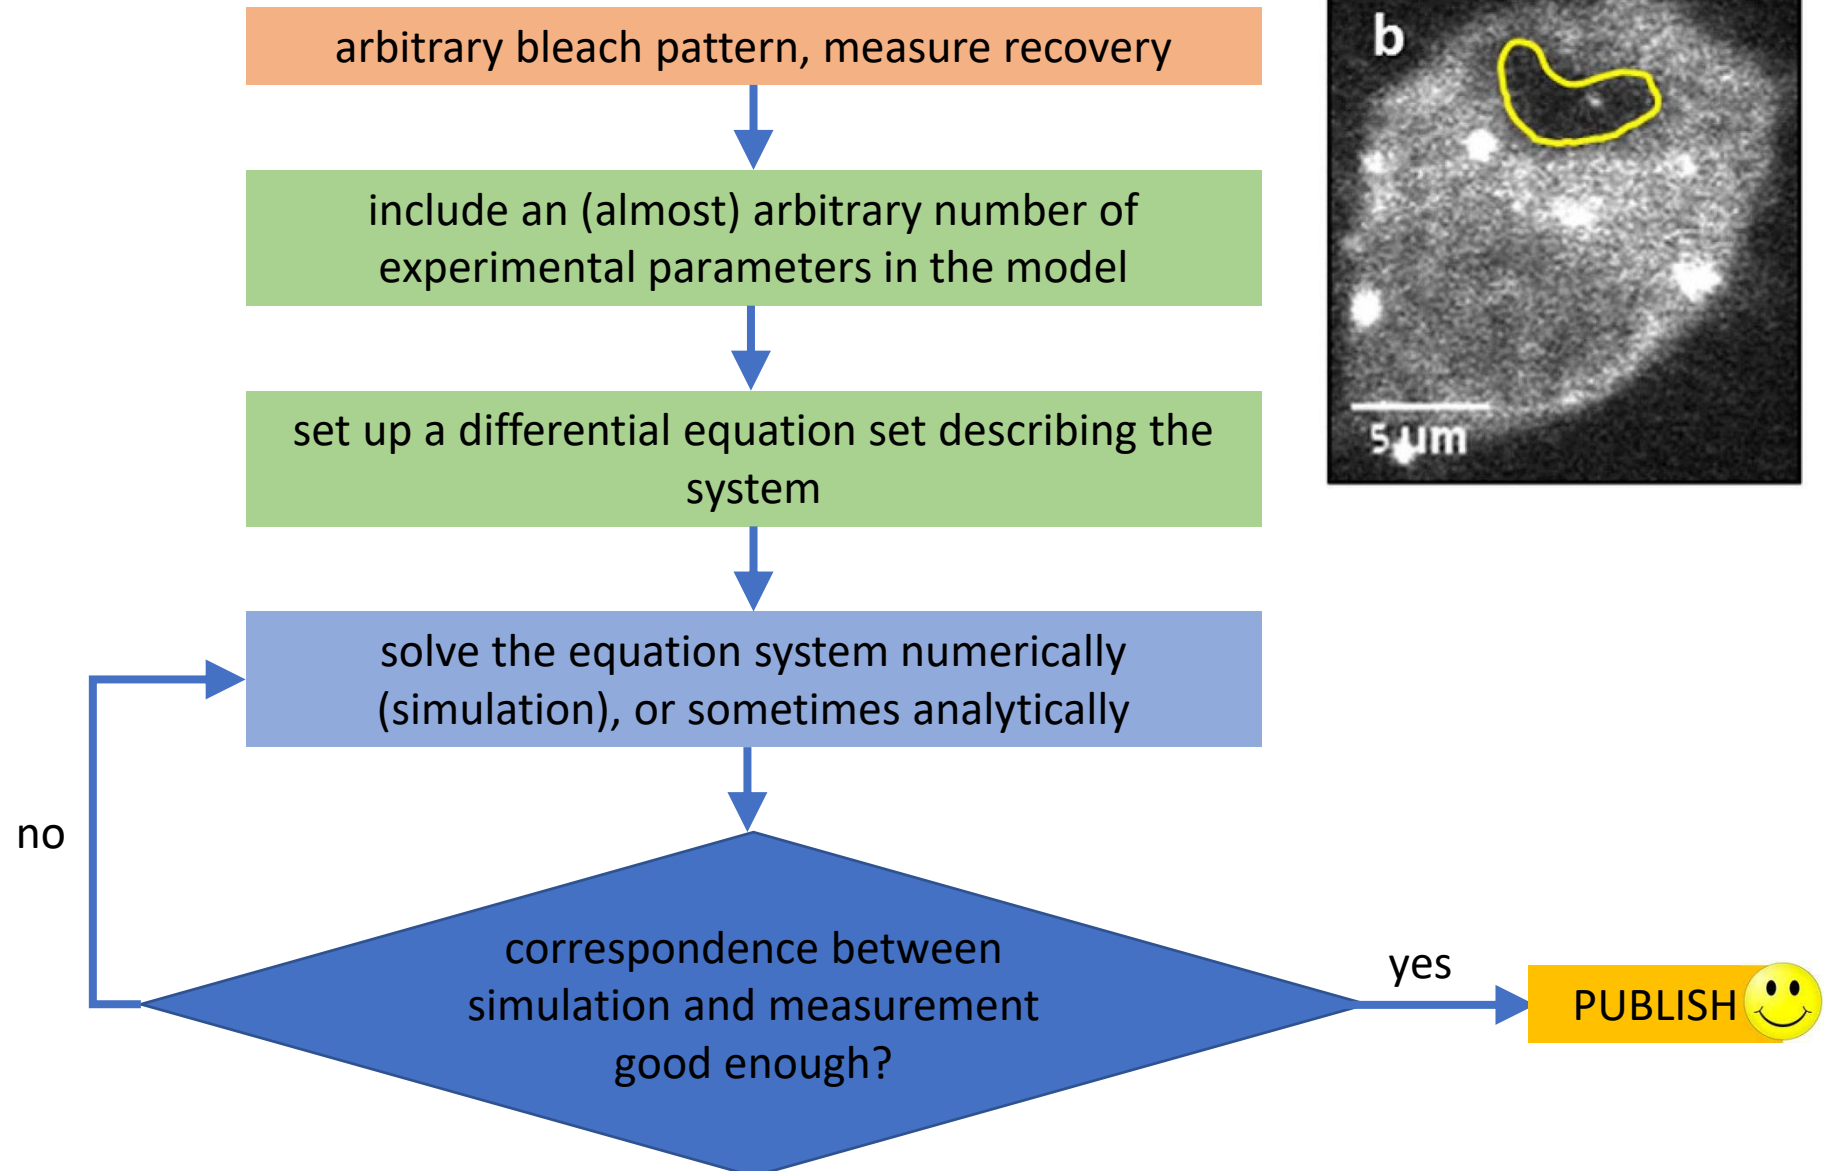 arbitrary bleach pattern, measure recovery
b
include an (almost) arbitrary number of
experimental parameters in the model
set up a differential equation set describing the
system
5 µm
solve the equation system numerically
(simulation), or sometimes analytically
no
correspondence between
simulation and measurement
good enough?
yes
PUBLISH